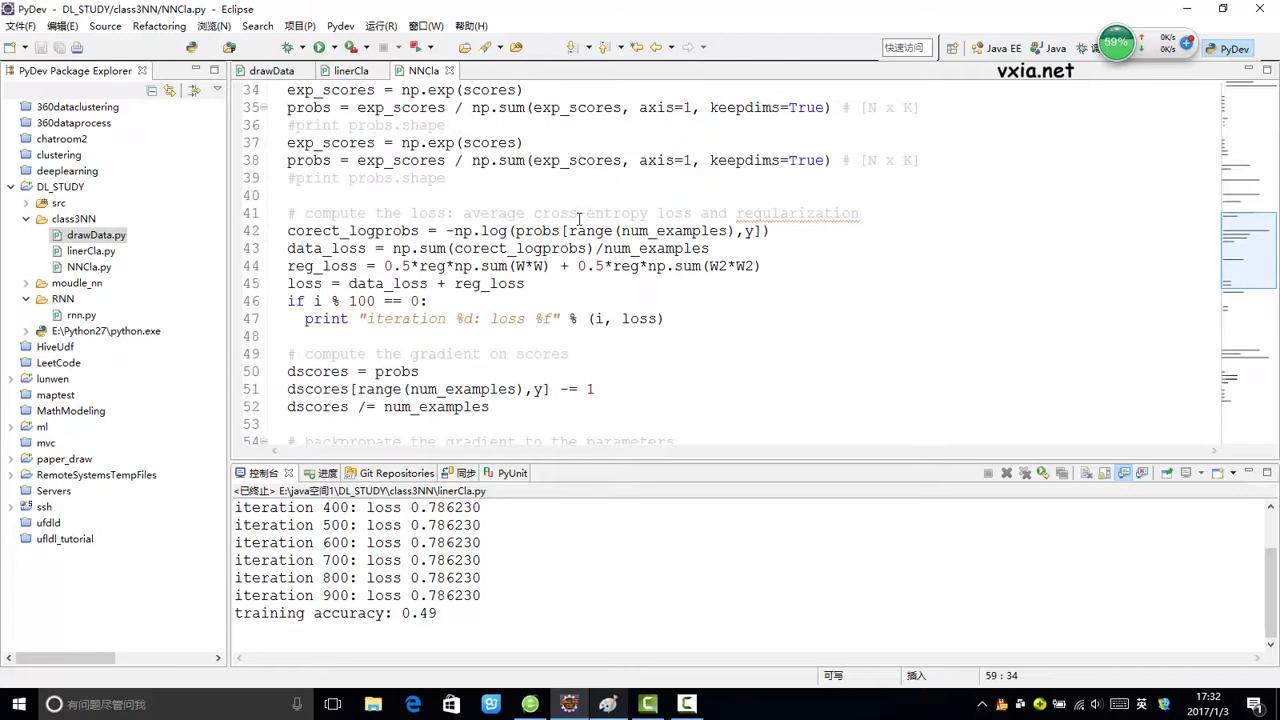 PyDev - DL_STUDY/class3NN/NNCla.py - Eclipse
文件(F) 编辑(E) Source Refactoring 浏览(N) Search 项目(P) Pydev 运行(R) 窗口(W) 帮助(H)
快速访问
Java EE
Java
59%
0K/s
0K/s
PyDev
vxia.net
PyDev Package Explorer
360dataclustering
360dataprocess
chatroom2
clustering
deeplearning
DL_STUDY
src
class3NN
drawData.py
linerCla.py
NNCla.py
moudle_nn
RNN
rnn.py
E:\Python27\python.exe
HiveUdf
LeetCode
lunwen
maptest
MathModeling
ml
mvc
paper_draw
RemoteSystemsTempFiles
Servers
ssh
ufdld
ufldl_tutorial
drawData linerCla NNCla
34 exp_scores = np.exp(scores)
35 probs = exp_scores / np.sum(exp_scores, axis=1, keepdims=True) # [N x K]
36 #print probs.shape
37 exp_scores = np.exp(scores)
38 probs = exp_scores / np.sum(exp_scores, axis=1, keepdims=True) # [N x K]
39 #print probs.shape
40
41 # compute the loss: average cross-entropy loss and regularization
42 corect_logprobs = -np.log(probs[range(num_examples),y])
43 data_loss = np.sum(corect_logprobs)/num_examples
44 reg_loss = 0.5*reg*np.sum(W*W) + 0.5*reg*np.sum(W2*W2)
45 loss = data_loss + reg_loss
46 if i % 100 == 0:
47 print "iteration %d: loss %f" % (i, loss)
48
49 # compute the gradient on scores
50 dscores = probs
51 dscores[range(num_examples),y] -= 1
52 dscores /= num_examples
53
54 # backpropate the gradient to the parameters
控制台 进度 Git Repositories 同步 PyUnit
<已终止> E:\java空间1\DL_STUDY\class3NN\linerCla.py
iteration 400: loss 0.786230
iteration 500: loss 0.786230
iteration 600: loss 0.786230
iteration 700: loss 0.786230
iteration 800: loss 0.786230
iteration 900: loss 0.786230
training accuracy: 0.49
可写 插入 59 : 34
有问题尽管问我
英
17:32
2017/1/3